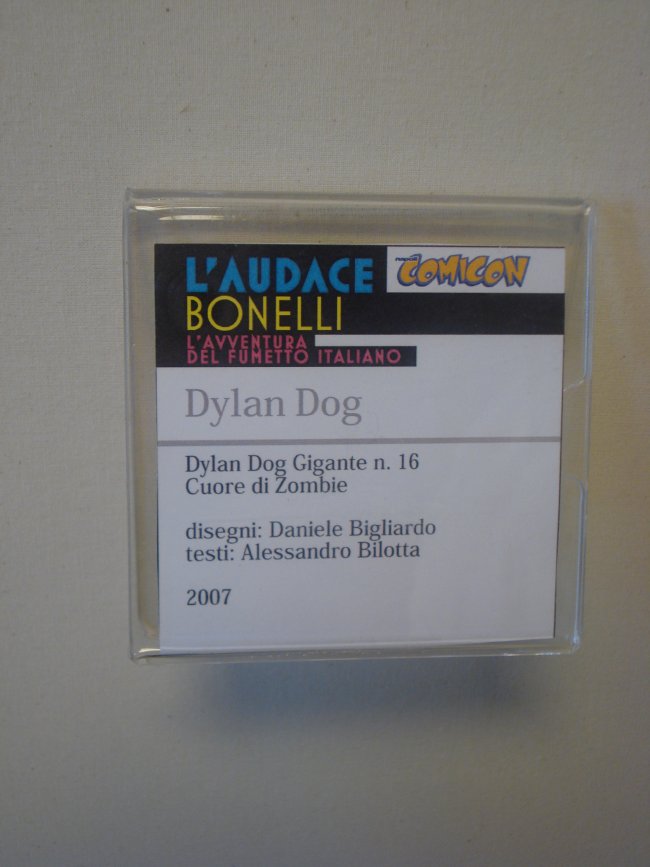 L'AUDACE
BONELLI
L'AVVENTURA
DEL FUMETTO ITALIANO
napoli
COMICON
Dylan Dog
Dylan Dog Gigante n. 16
Cuore di Zombie
disegni: Daniele Bigliardo
testi: Alessandro Bilotta
2007